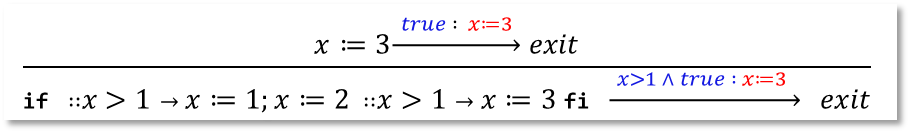 true : x:=3
x := 3 ⟶ exit
x>1 ∧ true : x:=3
if ::x > 1 → x := 1; x := 2 ::x > 1 → x := 3 fi ⟶ exit